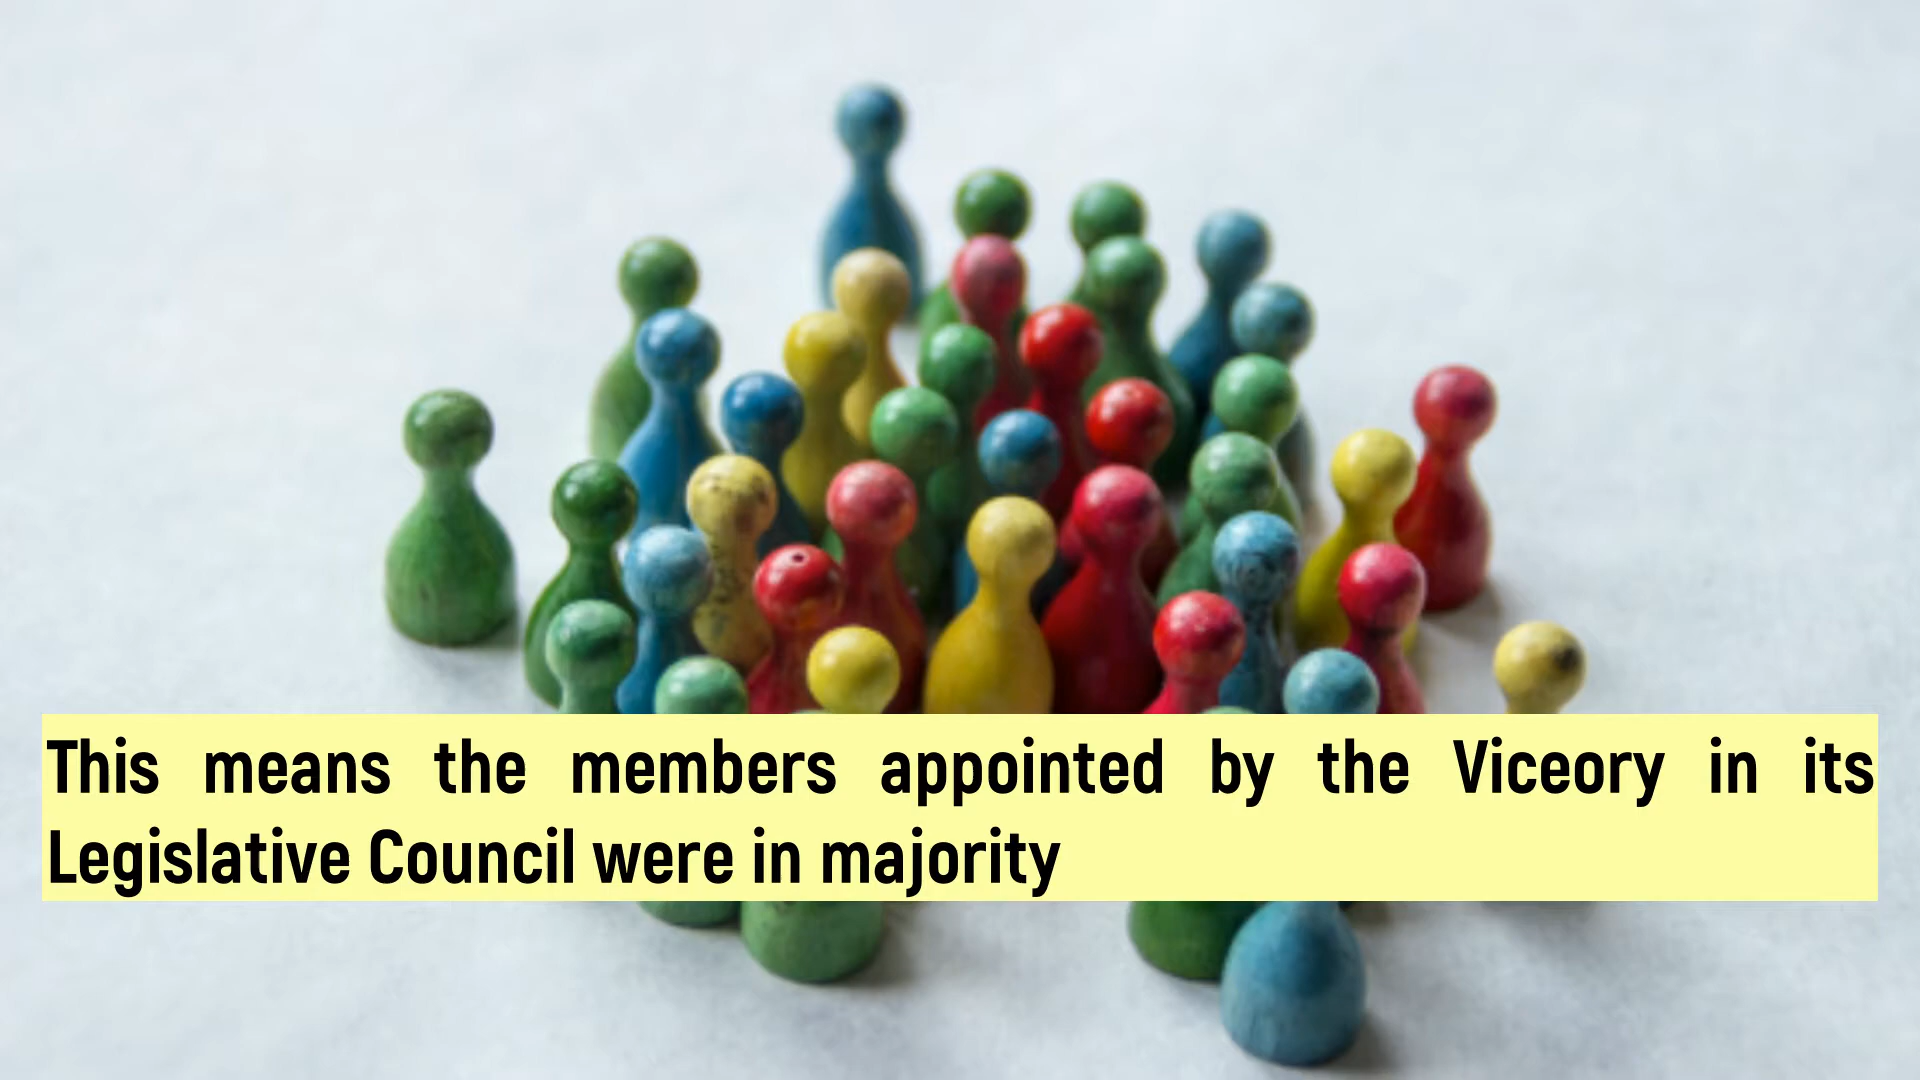 This means the members appointed by the Viceory in its
Legislative Council were in majority